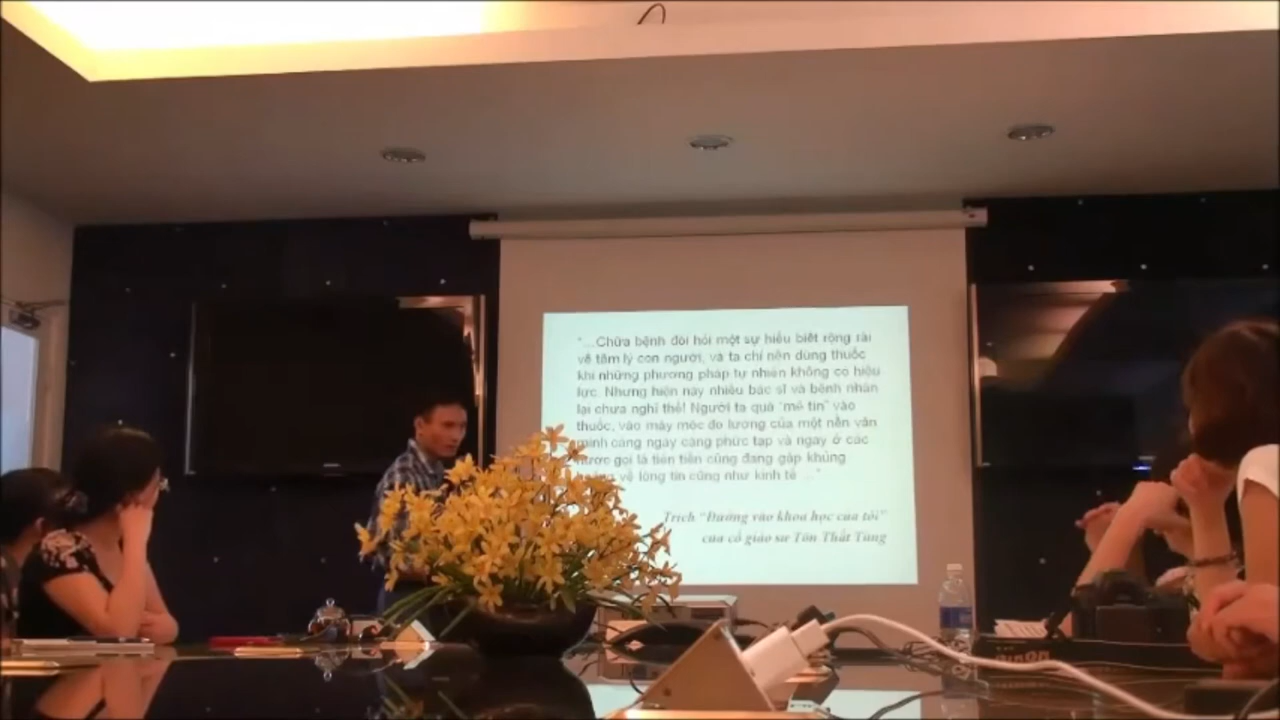 "...Chữa bệnh đòi hỏi một sự hiểu biết rộng rãi
về tâm lý con người, và ta chỉ nên dùng thuốc
khi những phương pháp tự nhiên không có hiệu
lực. Nhưng hiện nay nhiều bác sĩ và bệnh nhân
lại chưa nghĩ thế! Người ta quá "mê tín" vào
thuốc, vào máy móc đo lường của một nền văn
minh càng ngày càng phức tạp và ngay ở các
nước gọi là tiên tiến cũng đang gặp khủng
về lòng tin cũng như kinh tế ..."
Trích "Đường vào khoa học của tôi"
của cố giáo sư Tôn Thất Tùng